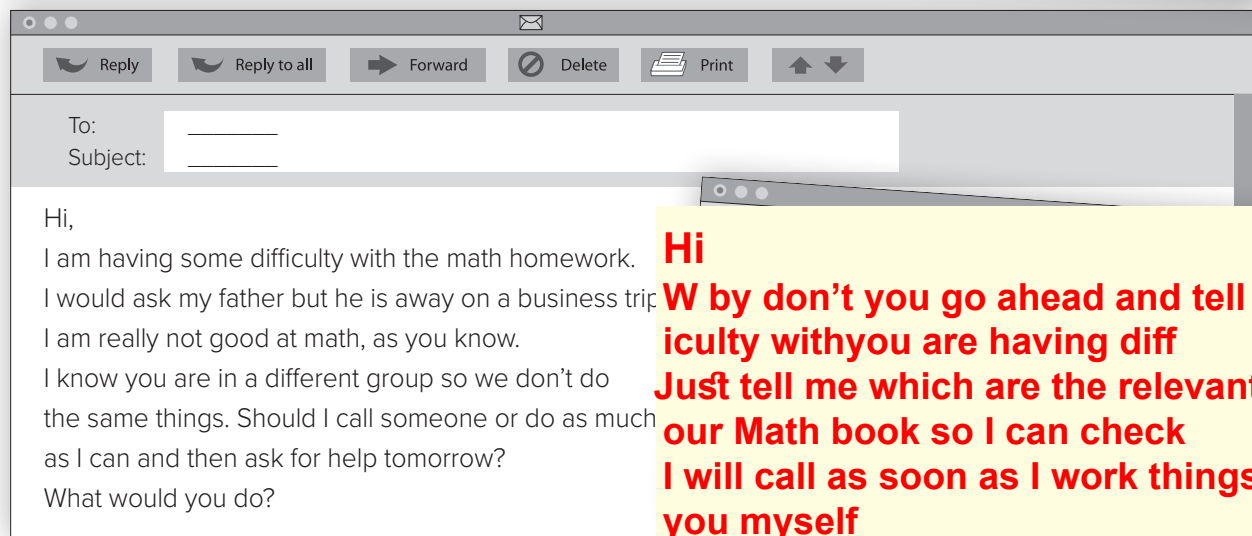 Reply Reply to all Forward Delete Print
To: _______
Subject: _______
Hi,
I am having some difficulty with the math homework.
I would ask my father but he is away on a business trip
I am really not good at math, as you know.
I know you are in a different group so we don’t do
the same things. Should I call someone or do as much
as I can and then ask for help tomorrow?
What would you do?
Hi
W by don’t you go ahead and tell
iculty withyou are having diff
Just tell me which are the relevant
our Math book so I can check
I will call as soon as I work things
you myself